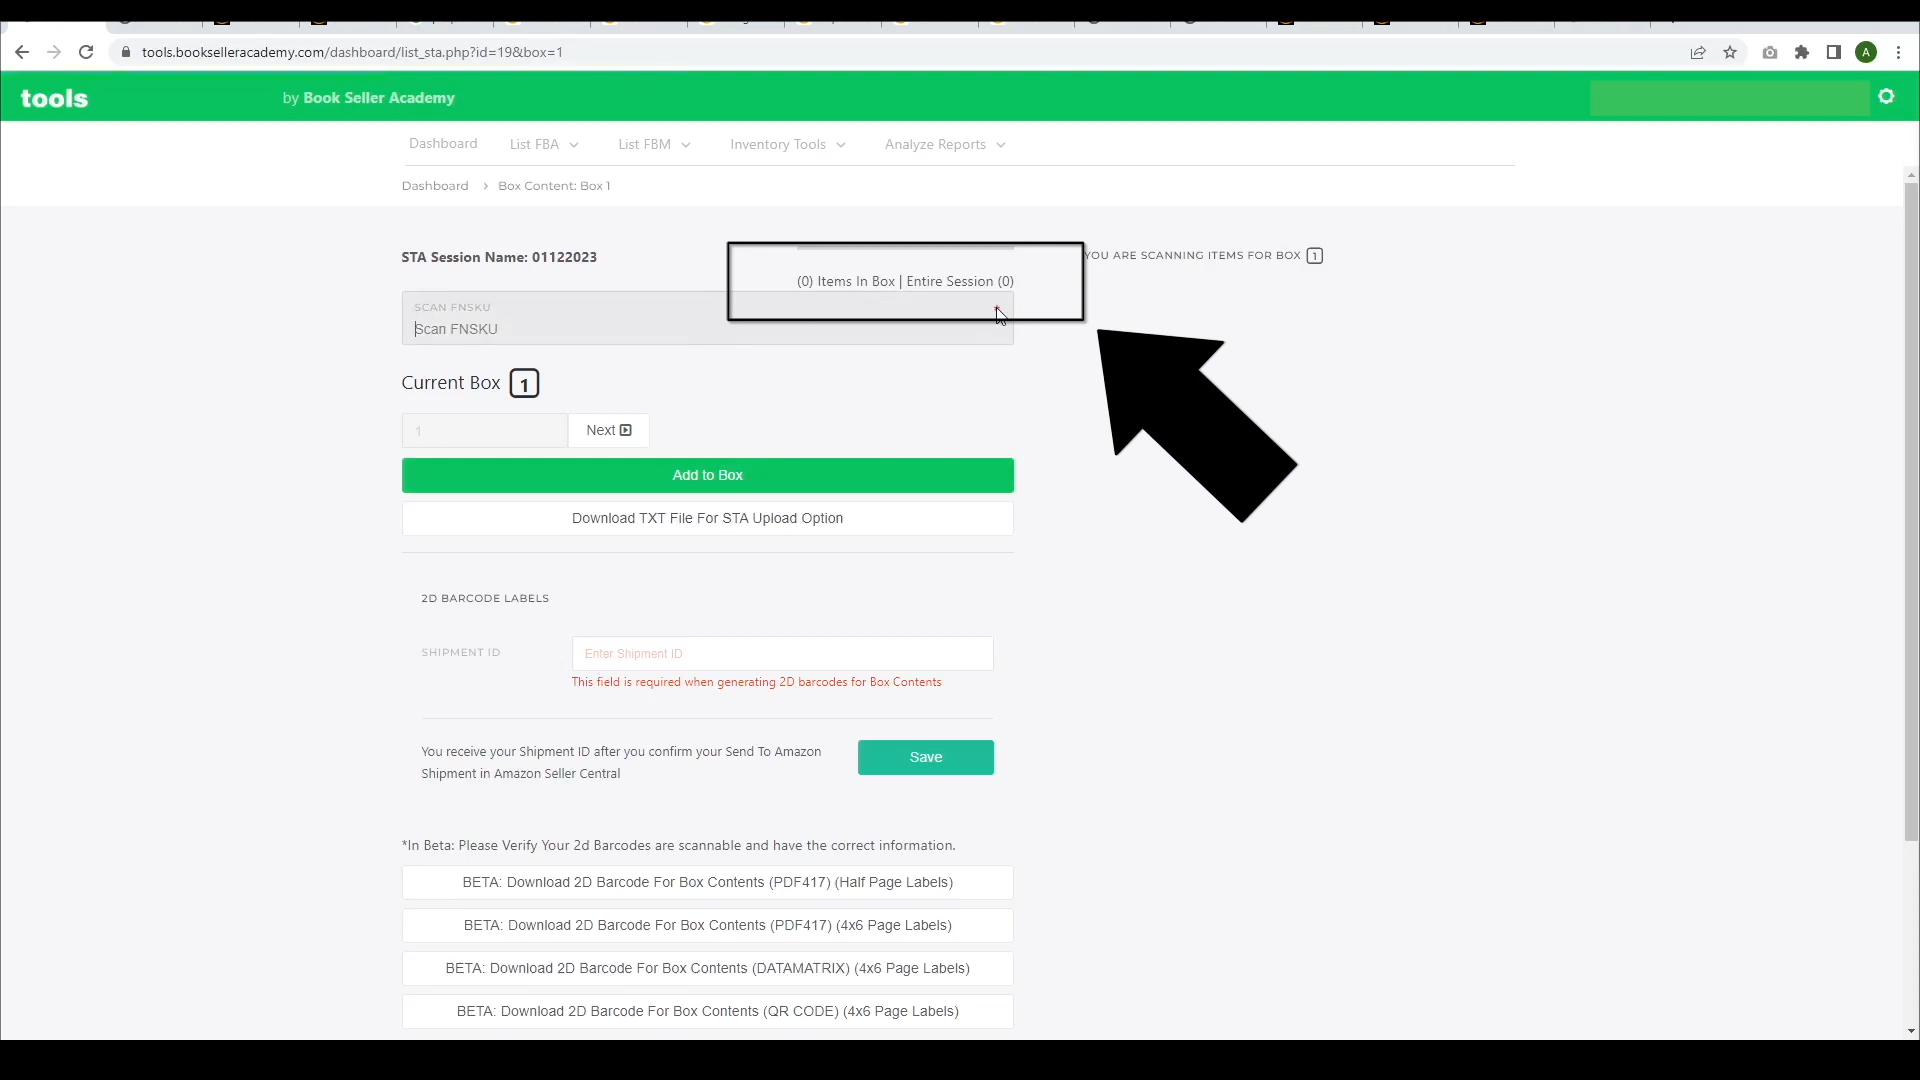 tools.bookselleracademy.com/dashboard/list_sta.php?id=19&box=1
A
tools
by Book Seller Academy
Dashboard
List FBA
List FBM
Inventory Tools
Analyze Reports
Dashboard > Box Content: Box 1
STA Session Name: 01122023
(0) Items In Box | Entire Session (0)
YOU ARE SCANNING ITEMS FOR BOX 1
SCAN FNSKU
Scan FNSKU
Current Box 1
1
Next
Add to Box
Download TXT File For STA Upload Option
2D BARCODE LABELS
SHIPMENT ID
Enter Shipment ID
This field is required when generating 2D barcodes for Box Contents
You receive your Shipment ID after you confirm your Send To Amazon
Shipment in Amazon Seller Central
Save
*In Beta: Please Verify Your 2d Barcodes are scannable and have the correct information.
BETA: Download 2D Barcode For Box Contents (PDF417) (Half Page Labels)
BETA: Download 2D Barcode For Box Contents (PDF417) (4x6 Page Labels)
BETA: Download 2D Barcode For Box Contents (DATAMATRIX) (4x6 Page Labels)
BETA: Download 2D Barcode For Box Contents (QR CODE) (4x6 Page Labels)